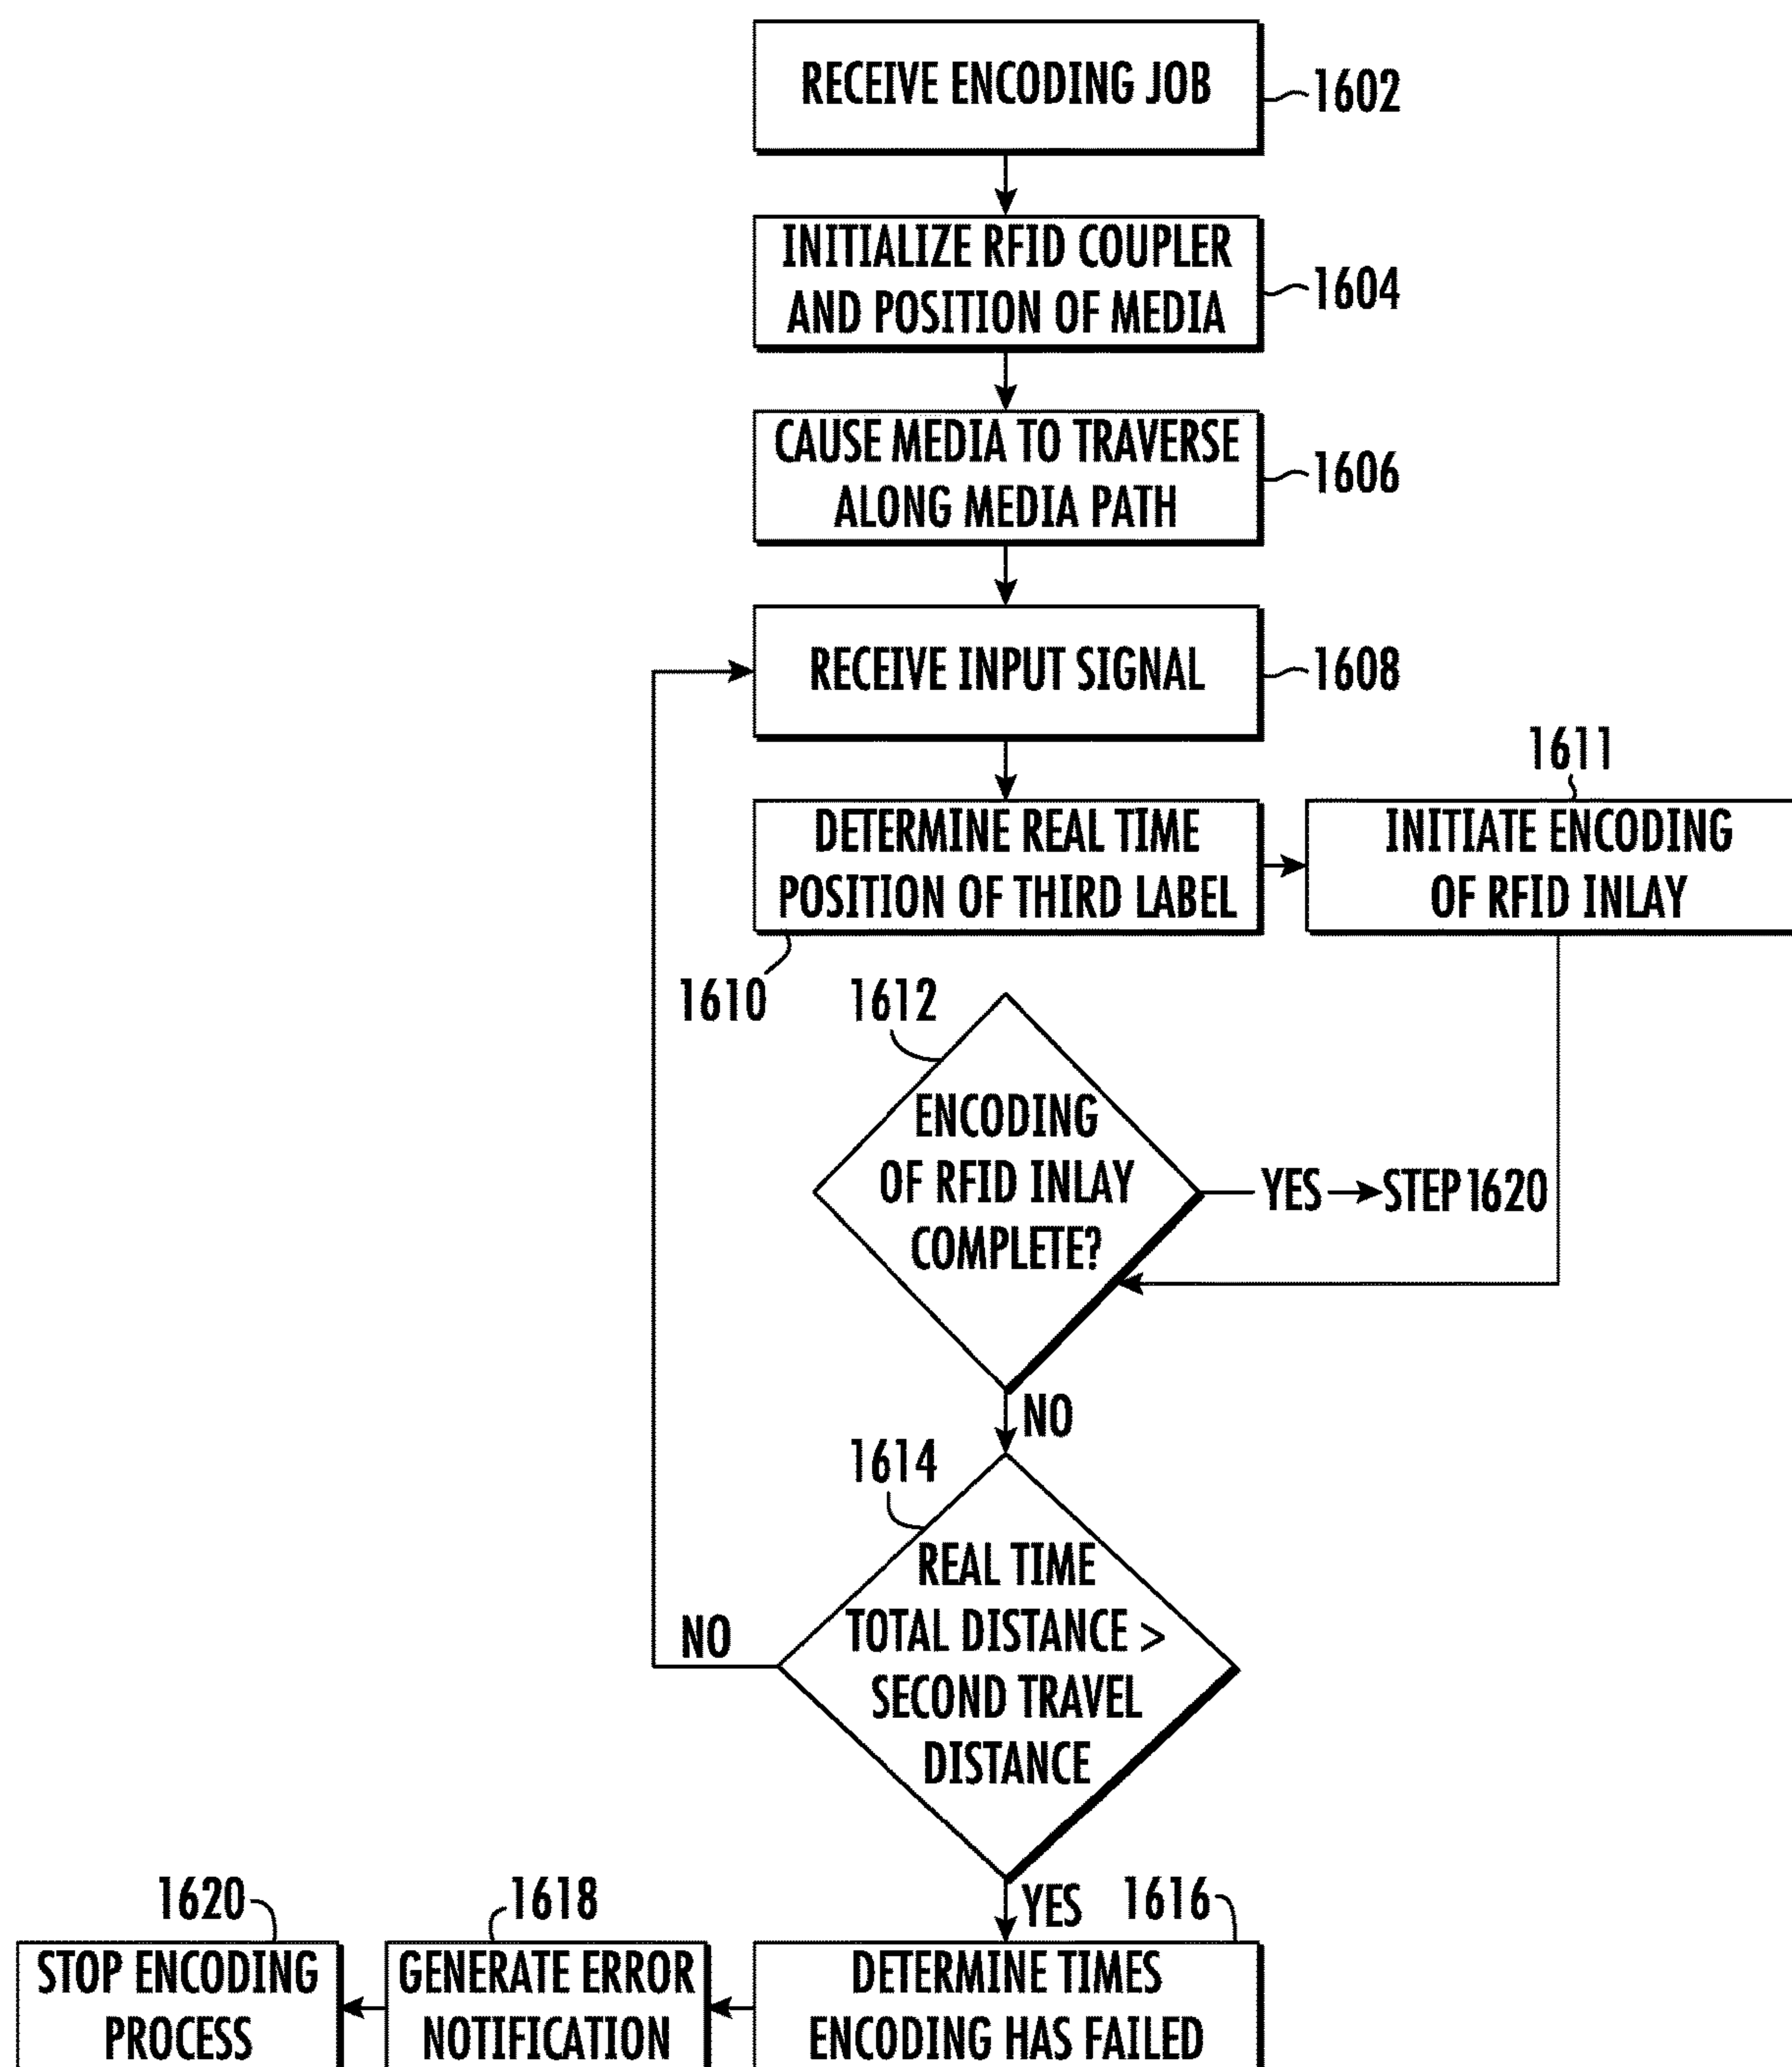 RECEIVE ENCODING JOB
1602
INITIALIZE RFID COUPLER
AND POSITION OF MEDIA
1604
CAUSE MEDIA TO TRAVERSE
ALONG MEDIA PATH
1606
RECEIVE INPUT SIGNAL
1608
DETERMINE REAL TIME
POSITION OF THIRD LABEL
1610
1611
INITIATE ENCODING
OF RFID INLAY
1612
ENCODING
OF RFID INLAY
COMPLETE?
YES
STEP 1620
NO
1614
REAL TIME
TOTAL DISTANCE >
SECOND TRAVEL
DISTANCE
NO
YES
1616
DETERMINE TIMES
ENCODING HAS FAILED
1618
GENERATE ERROR
NOTIFICATION
1620
STOP ENCODING
PROCESS